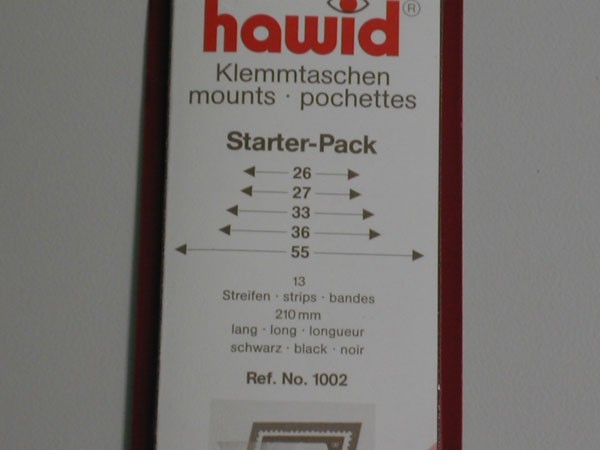 hawid®
Klemmtaschen
mounts · pochettes
Starter-Pack
26
27
33
36
55
13
Streifen · strips · bandes
210 mm
lang · long · longueur
schwarz · black · noir
Ref. No. 1002